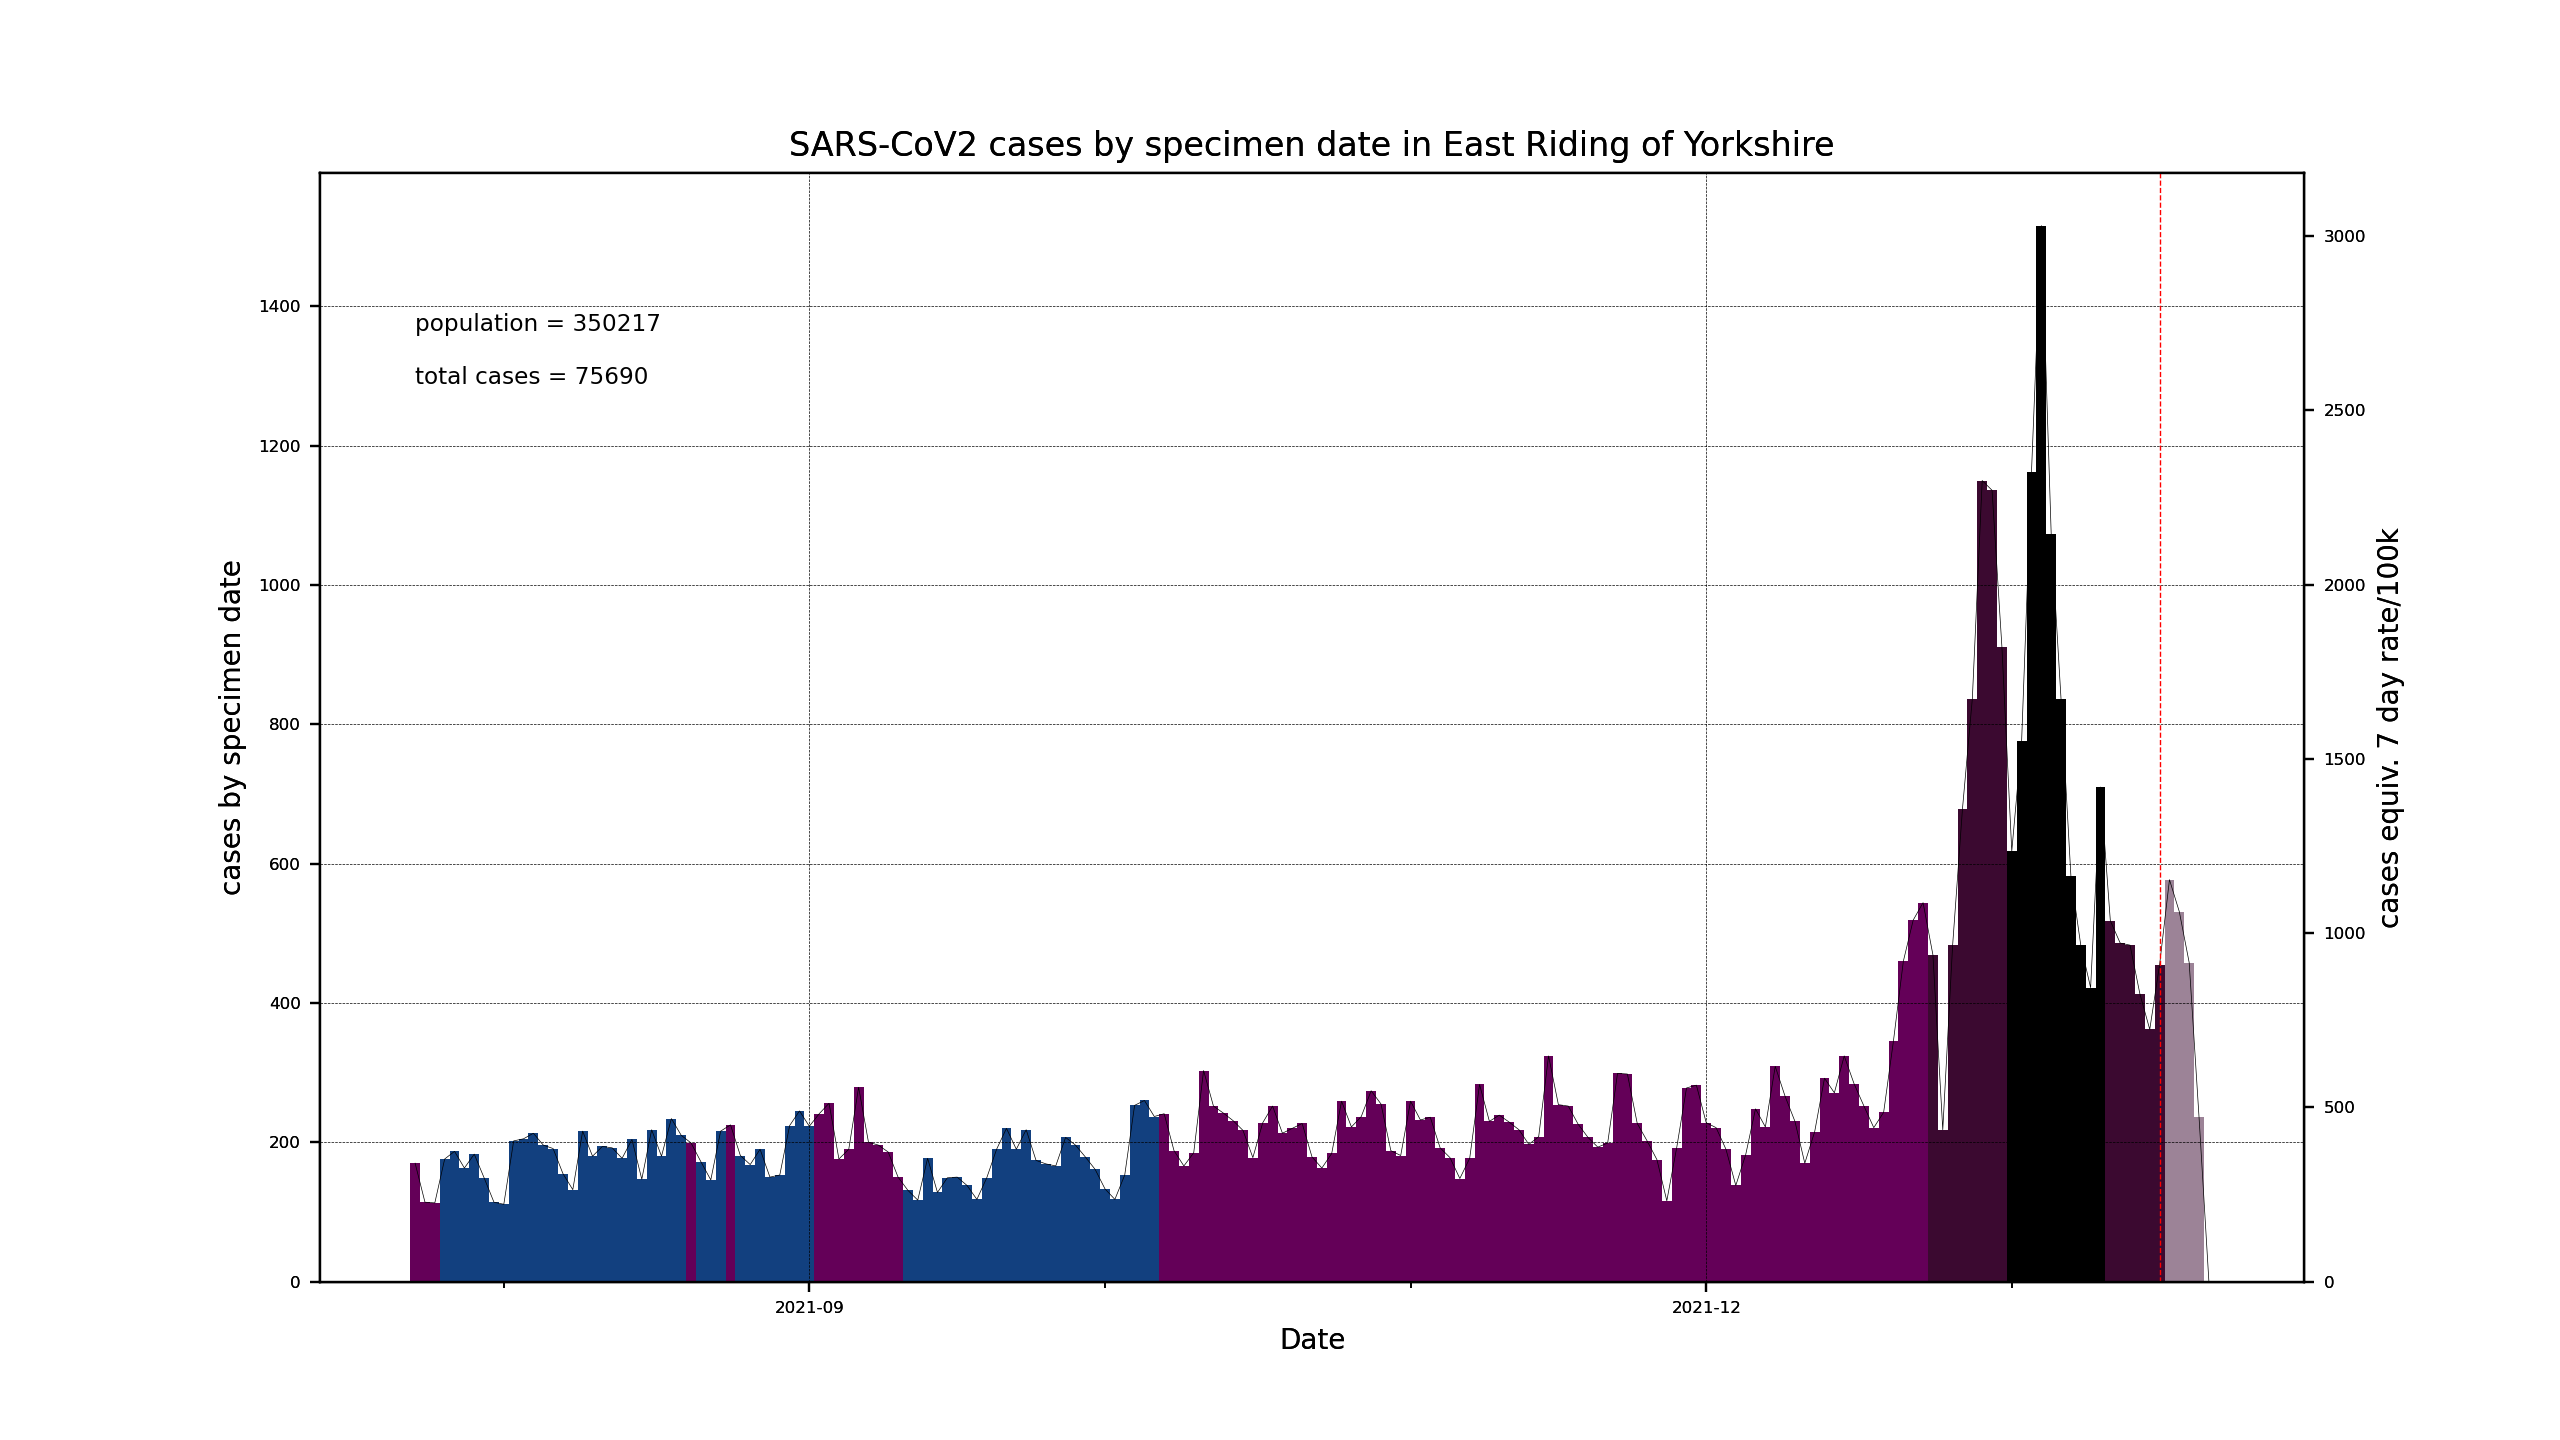 SARS-CoV2 cases by specimen date in East Riding of Yorkshire
population = 350217
total cases = 75690
cases by specimen date
1400
1200
1000
800
600
400
200
0
3000
2500
2000
1500
1000
500
0
cases equiv. 7 day rate/100k
2021-09
2021-12
Date